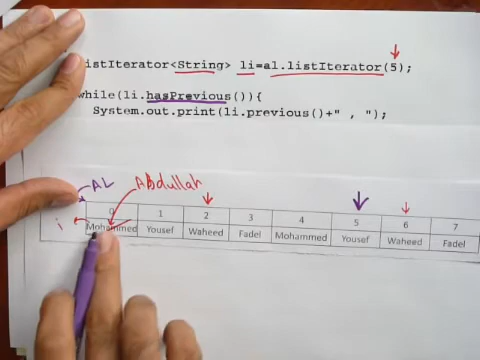 istIterator<String> li=al.listIterator(5);
while(li.hasPrevious()){
System.out.print(li.previous()+" , ");
AL ABdullah
0 1 2 3 4 5 6 7
i Mohammed Yousef Waheed Fadel Mohammed Yousef Waheed Fadel